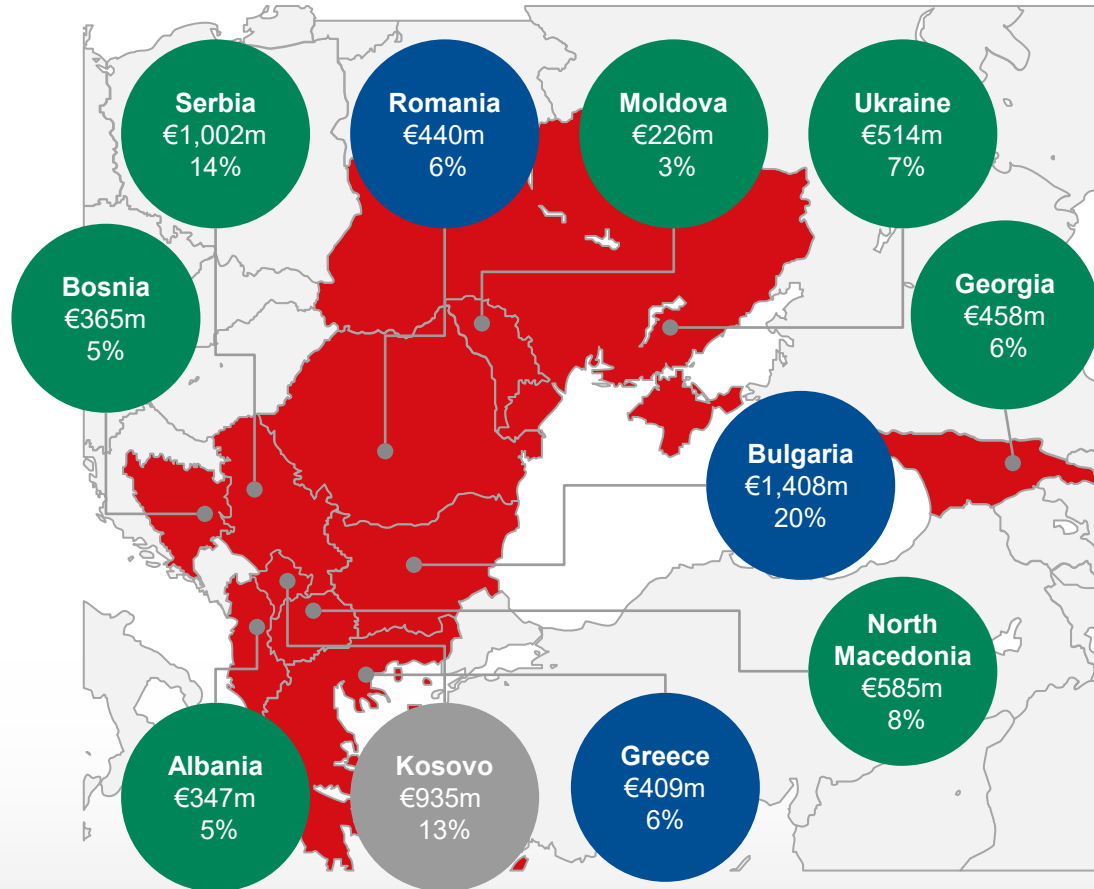 Serbia
€1,002m
14%
Romania
€440m
6%
Moldova
€226m
3%
Ukraine
€514m
7%
Bosnia
€365m
5%
Georgia
€458m
6%
Bulgaria
€1,408m
20%
North
Macedonia
€585m
8%
Albania
€347m
5%
Kosovo
€935m
13%
Greece
€409m
6%